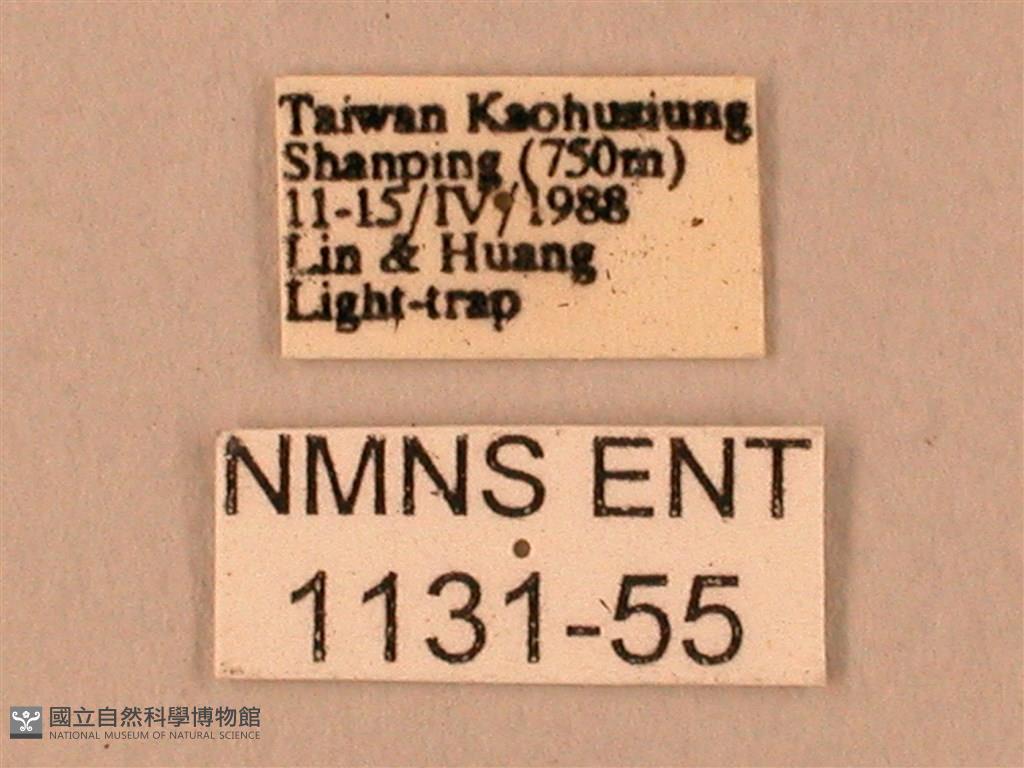 Taiwan Kaohusiung
Shanping (750m)
11-15/IV/1988
Lin & Huang
Light-trap
NMNS ENT
1131-55
國立自然科學博物館
NATIONAL MUSEUM OF NATURAL SCIENCE